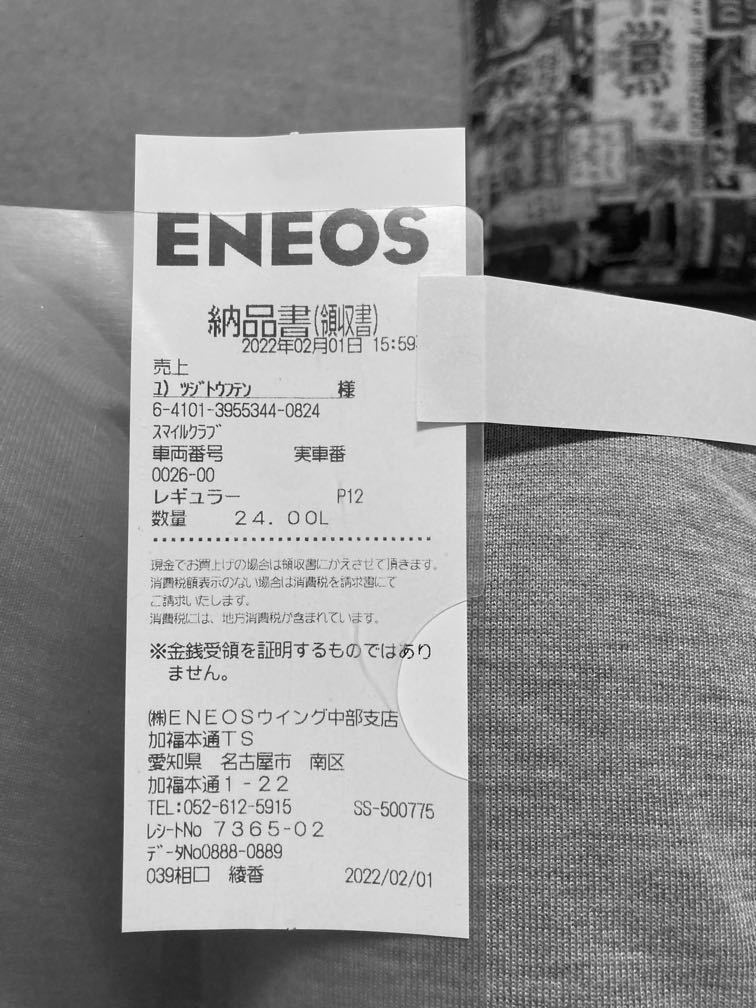 ENEOS
納品書(領収書)
2022年02月01日 15:59
売上
ﾕ) ﾂｼﾞﾄｳﾌﾃﾝ 様
6-4101-3955344-0824
ｽﾏｲﾙｸﾗﾌﾞ
車両番号 実車番
0026-00
レギュラー P12
数量 24.00L
現金でお買上げの場合は領収書にかえさせて頂きます。
消費税額表示のない場合は消費税を請求書にて
ご請求いたします。
消費税には、地方消費税が含まれています。
※金銭受領を証明するものではあり
ません。
㈱ENEOSウイング中部支店
加福本通TS
愛知県 名古屋市 南区
加福本通1-22
TEL:052-612-5915 SS-500775
ﾚｼｰﾄNo 7365-02
ﾃﾞｰﾀNo0888-0889
039相口 綾香 2022/02/01